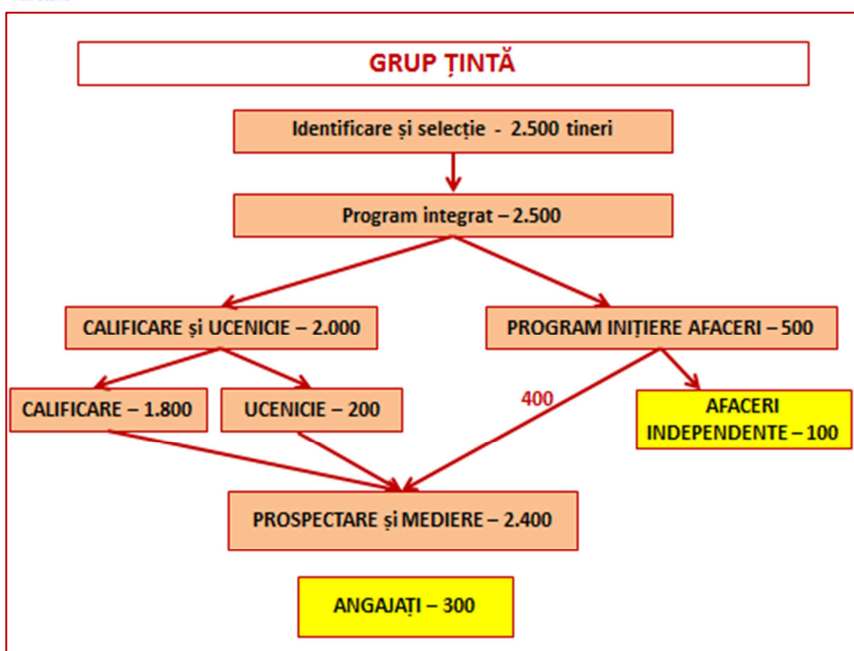 GRUP ȚINTĂ
Identificare și selecție - 2.500 tineri
Program integrat – 2.500
CALIFICARE și UCENICIE – 2.000
PROGRAM INIȚIERE AFACERI – 500
CALIFICARE – 1.800
UCENICIE – 200
400
AFACERI
INDEPENDENTE – 100
PROSPECTARE și MEDIERE – 2.400
ANGAJAȚI – 300